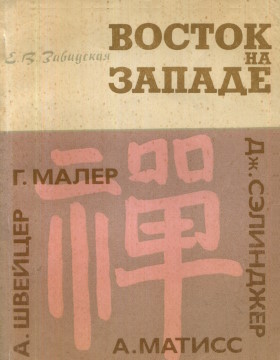 Е.В. Завадская
ВОСТОК
НА
ЗАПАДЕ
Г. МАЛЕР
Дж. СЭЛИНДЖЕР
禪
А. ШВЕЙЦЕР
А. МАТИСС